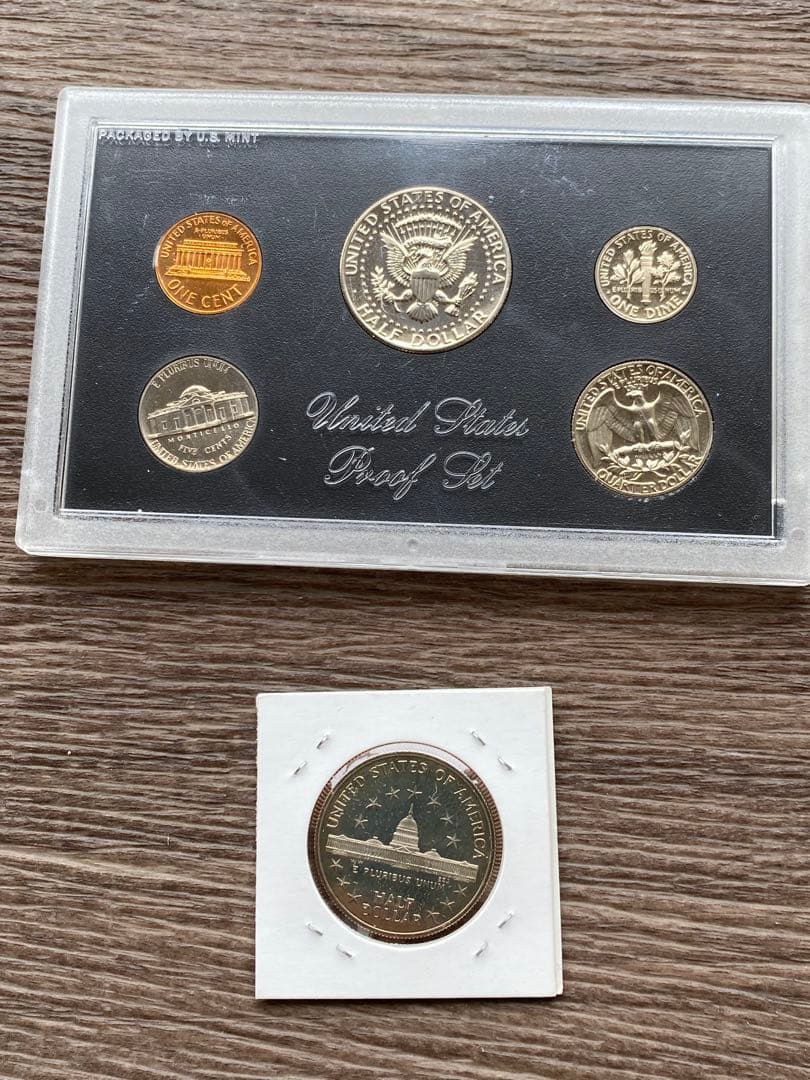 PACKAGED BY U.S. MINT
UNITED STATES OF AMERICA
E·PLURIBUS
UNUM
ONE CENT
UNITED STATES OF AMERICA
HALF DOLLAR
UNITED STATES OF AMERICA
E PLURIBUS UNUM
ONE DIME
E PLURIBUS UNUM
MONTICELLO
FIVE CENTS
UNITED STATES OF AMERICA
UNITED STATES OF AMERICA
QUARTER DOLLAR
United States
Proof Set
UNITED STATES OF AMERICA
E PLURIBUS UNUM
HALF
DOLLAR